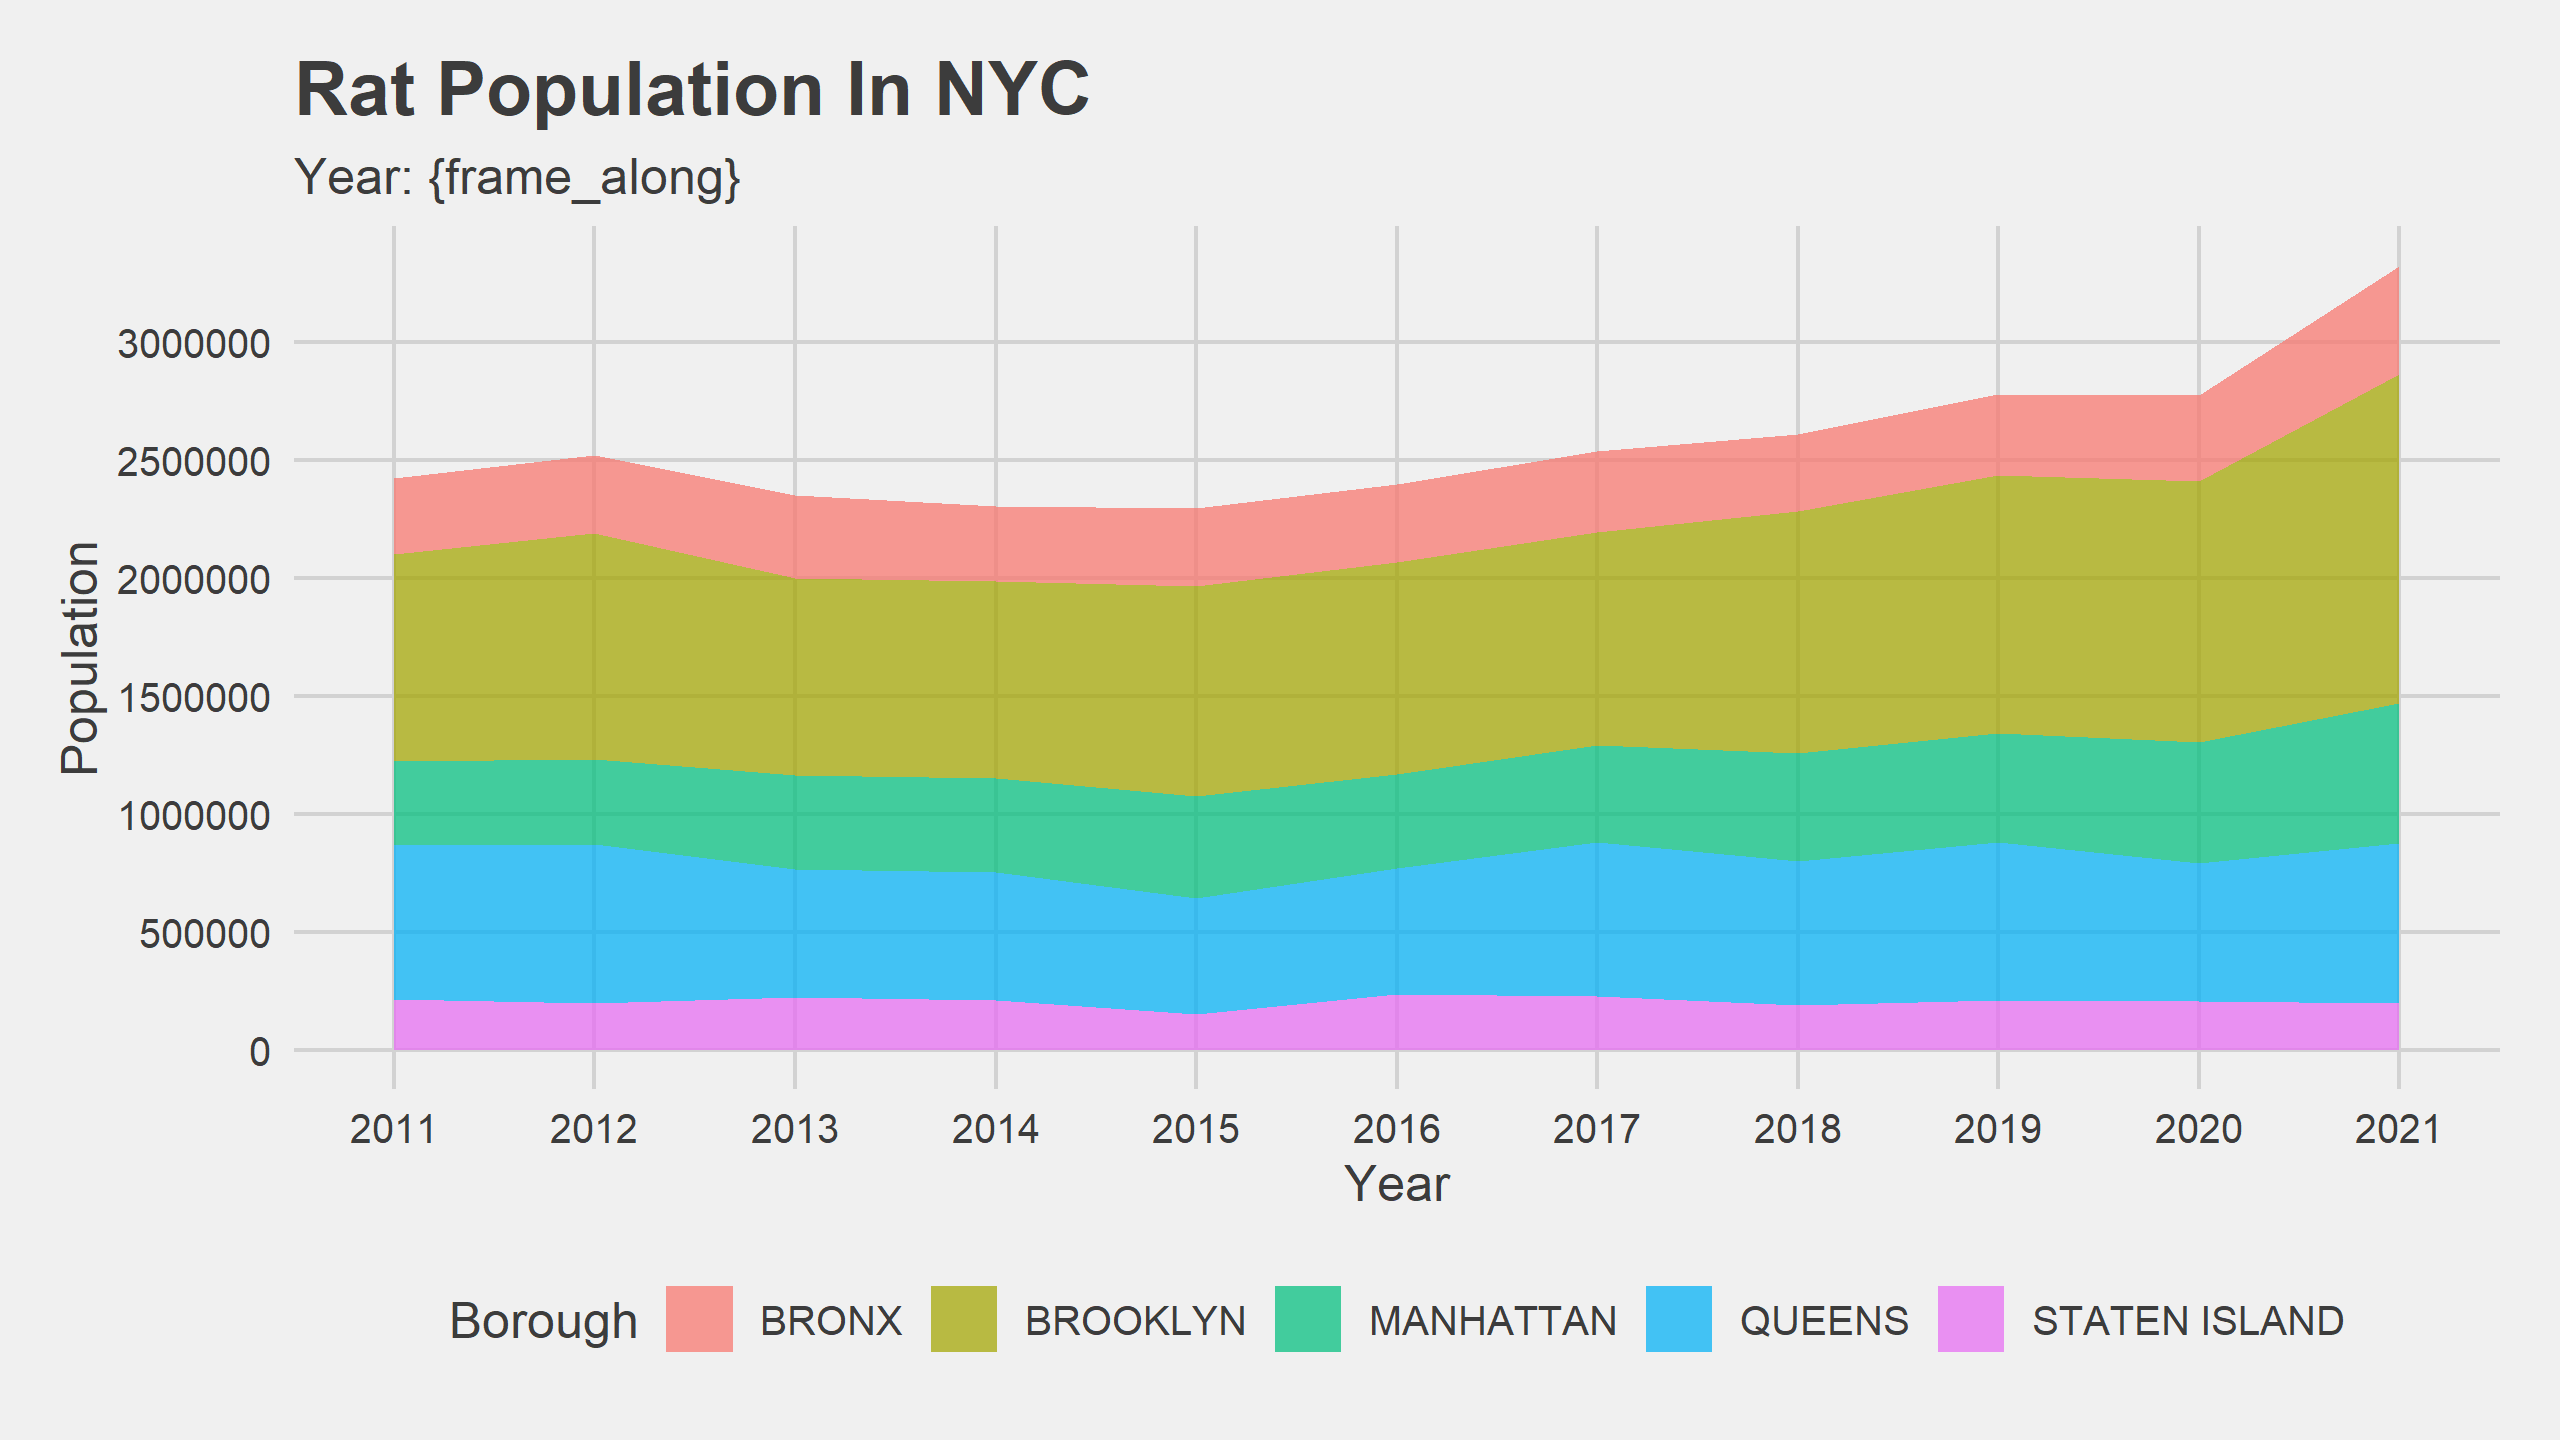 Rat Population In NYC
Year: {frame_along}
3000000
2500000
2000000
1500000
1000000
500000
0
Population
2011 2012 2013 2014 2015 2016 2017 2018 2019 2020 2021
Year
Borough BRONX BROOKLYN MANHATTAN QUEENS STATEN ISLAND